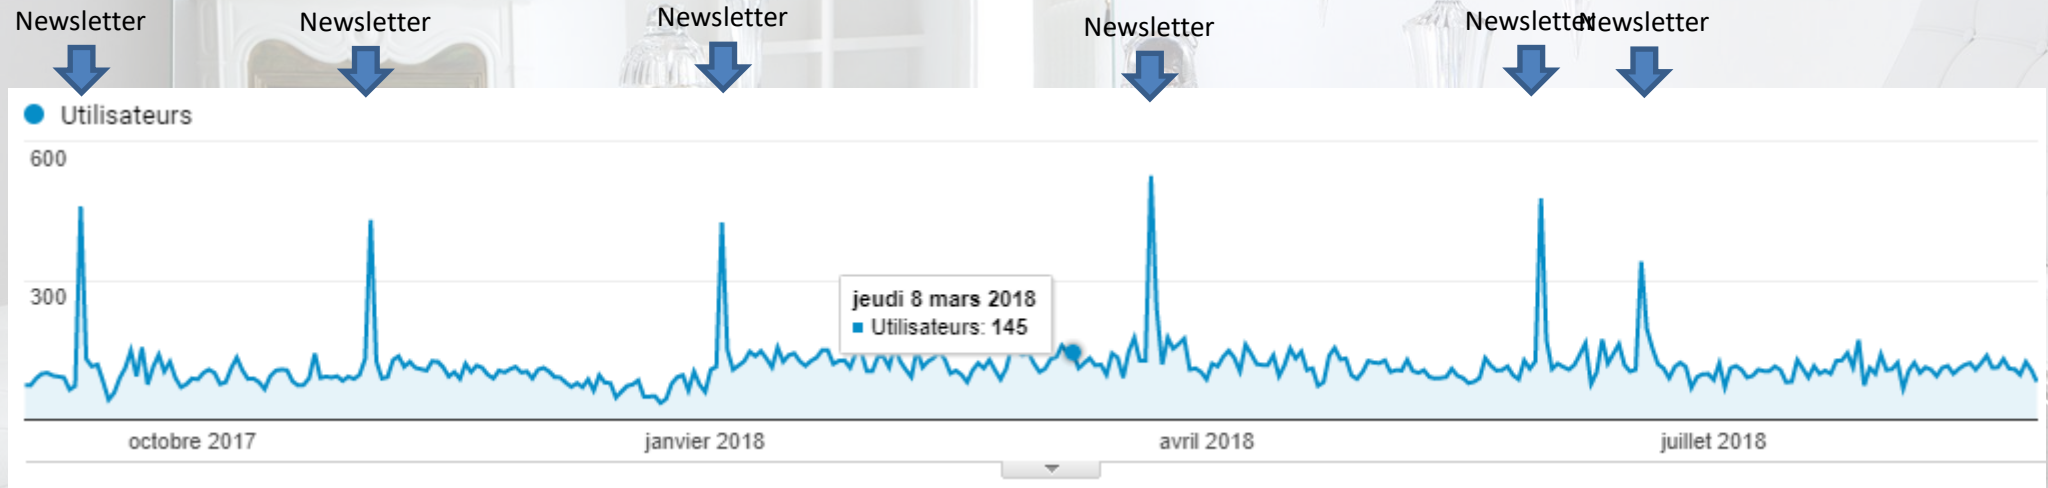 Newsletter
Newsletter
Newsletter
Newsletter
Newsletter
Newsletter
Utilisateurs
600
300
jeudi 8 mars 2018
Utilisateurs: 145
octobre 2017
janvier 2018
avril 2018
juillet 2018